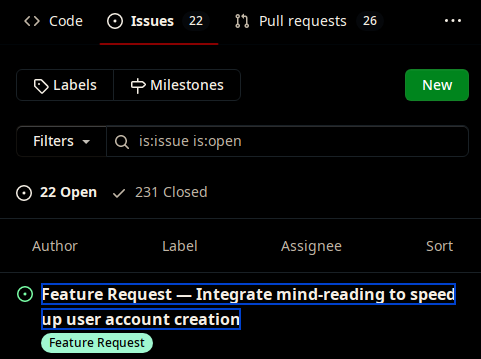 Code Issues 22 Pull requests 26 ...
Labels Milestones New
Filters is:issue is:open
22 Open 231 Closed
Author Label Assignee Sort
Feature Request — Integrate mind-reading to speed
up user account creation
Feature Request